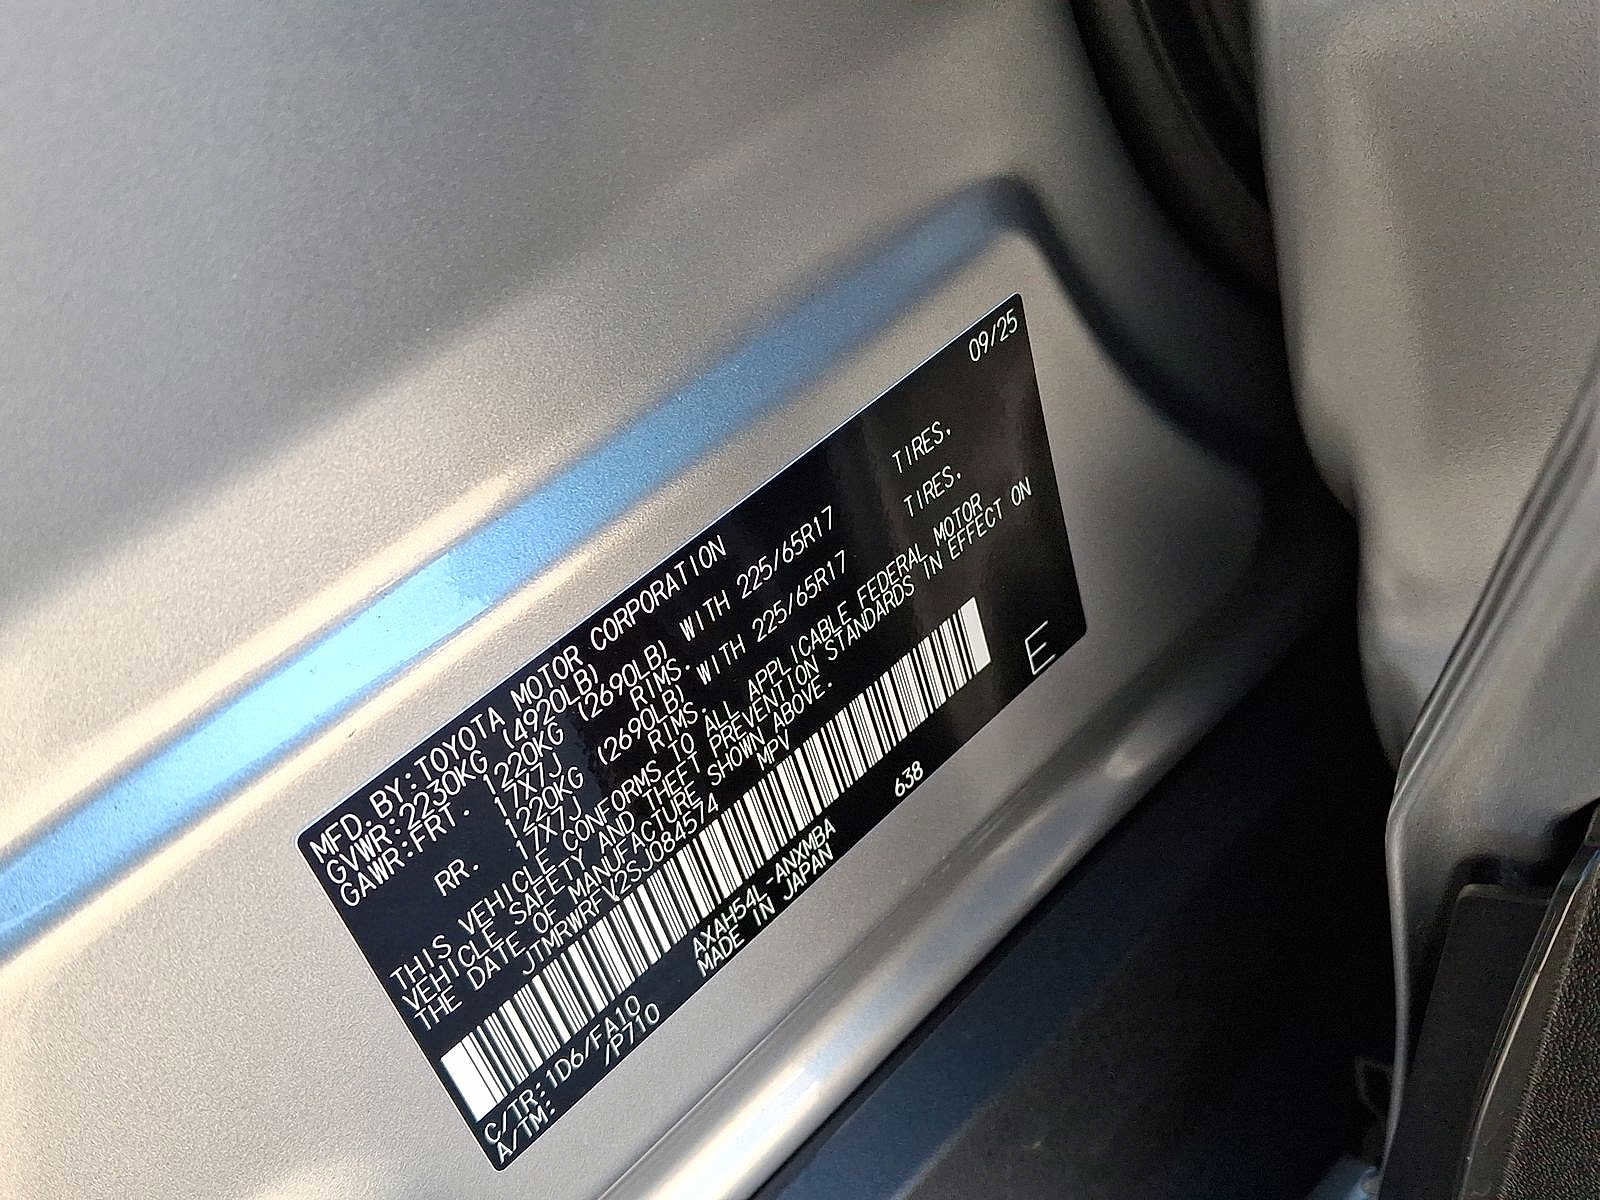 09/25
MFD.BY:TOYOTA MOTOR CORPORATION
GVWR:2230KG (4920LB)
GAWR:FRT. 1220KG (2690LB) WITH 225/65R17 TIRES,
17X7J RIMS.
RR. 1220KG (2690LB) WITH 225/65R17 TIRES,
17X7J RIMS.
THIS VEHICLE CONFORMS TO ALL APPLICABLE FEDERAL MOTOR
VEHICLE SAFETY AND THEFT PREVENTION STANDARDS IN EFFECT ON
THE DATE OF MANUFACTURE SHOWN ABOVE.
JTMRWRFV2SJ084574 MPV
E
C/TR:1D6/FA10 AXAH54L-ANXMBA 638
A/TM: /P710 MADE IN JAPAN